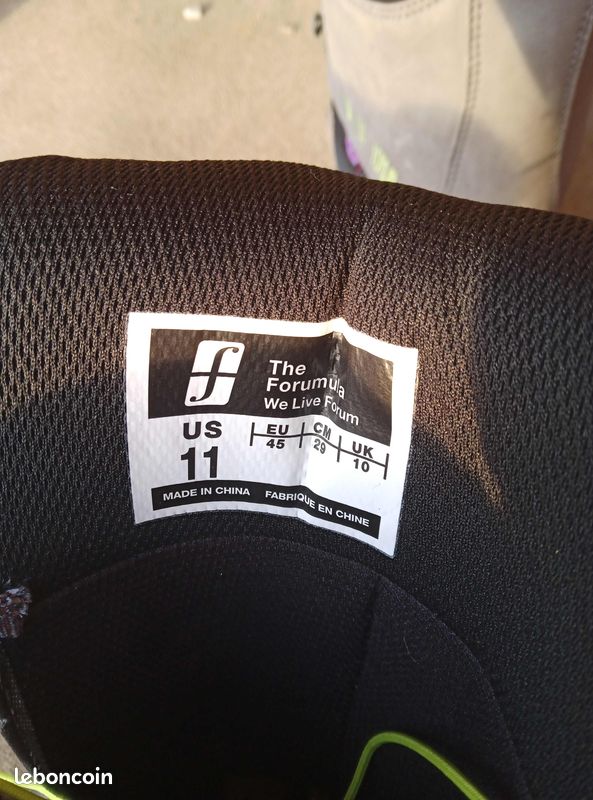 f
The
Forumula
We Live Forum
US
11
EU
45
CM
29
UK
10
MADE IN CHINA FABRIQUE EN CHINE
leboncoin